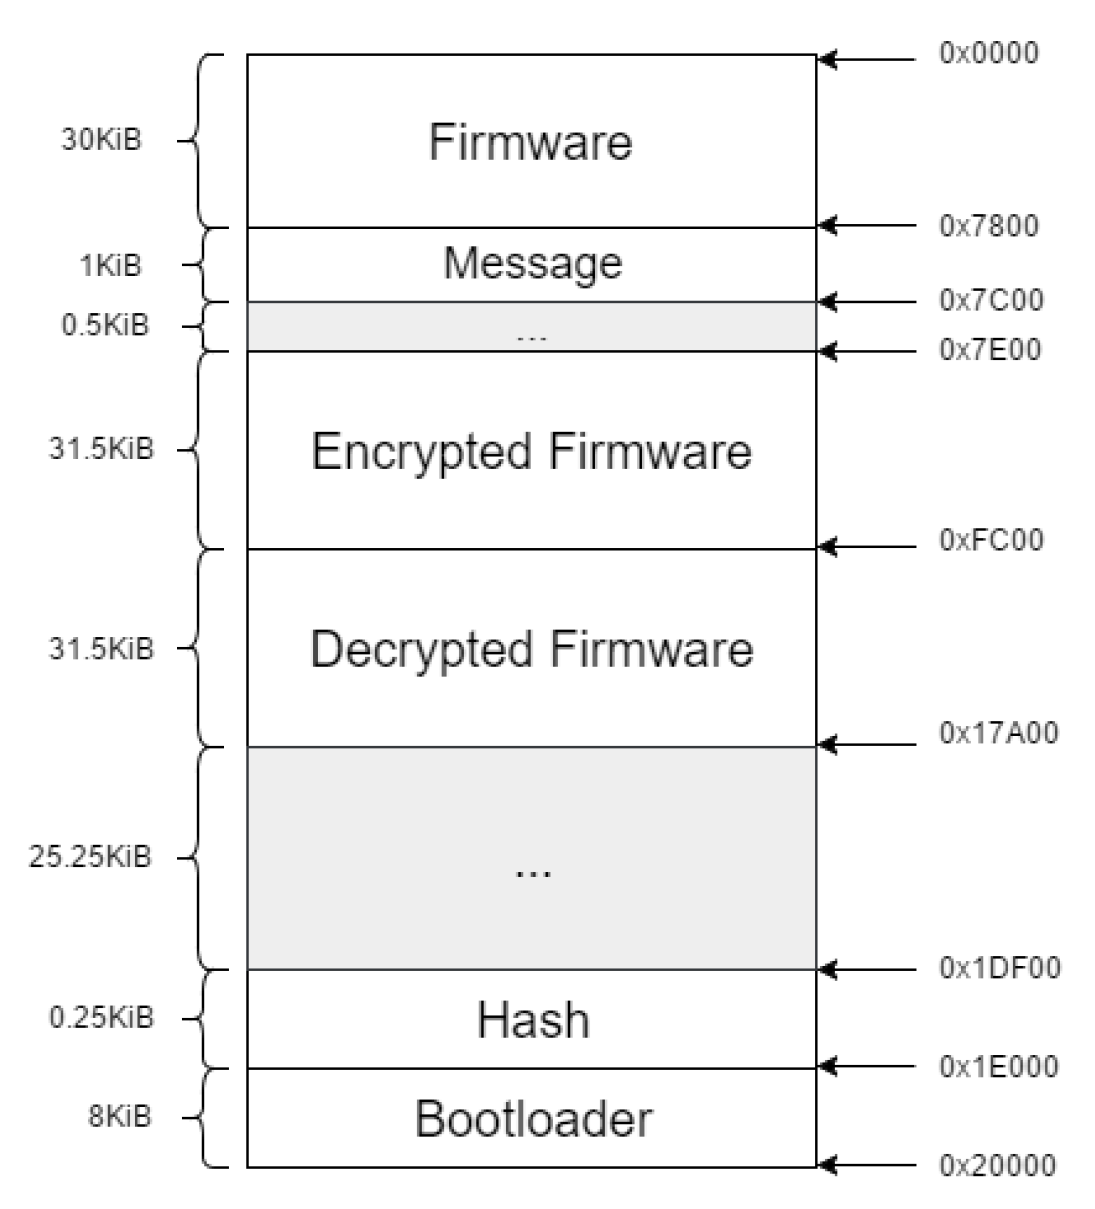 0x0000
30KiB
Firmware
0x7800
1KiB
Message
0x7C00
0.5KiB
...
0x7E00
31.5KiB
Encrypted Firmware
0xFC00
31.5KiB
Decrypted Firmware
0x17A00
25.25KiB
...
0x1DF00
0.25KiB
Hash
0x1E000
8KiB
Bootloader
0x20000